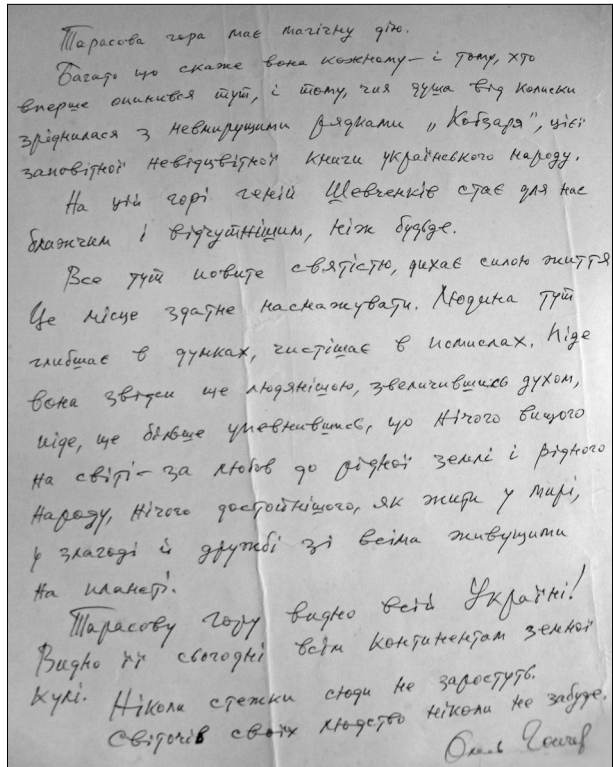 Тарасова гора має магічну дію.
Багато що скаже вона кожному – і тому, хто
вперше опинився тут, і тому, чия душа від колиски
зріднилася з невмирущими рядками „Кобзаря", цієї
заповітної невідцвітної книги українського народу.
На цій горі геній Шевченків стає для нас
ближчим і відчутнішим, ніж будьде.
Все тут повите святістю, дихає силою життя
Це місце здатне наснажувати. Людина тут
глибшає в думках, чистішає в помислах. Піде
вона звідси ще людянішою, звеличившись духом,
піде, ще більше упевнившись, що нічого вищого
на світі – за любов до рідної землі і рідного
народу, нічого достойнішого, як жити у мирі,
у злагоді й дружбі зі всіма живущими
на планеті.
Тарасову гору видно всій Україні!
Видно її сьогодні всім континентам земної
кулі. Ніколи стежки сюди не заростуть.
Світочів своїх людство ніколи не забуде.
Олесь Гончар